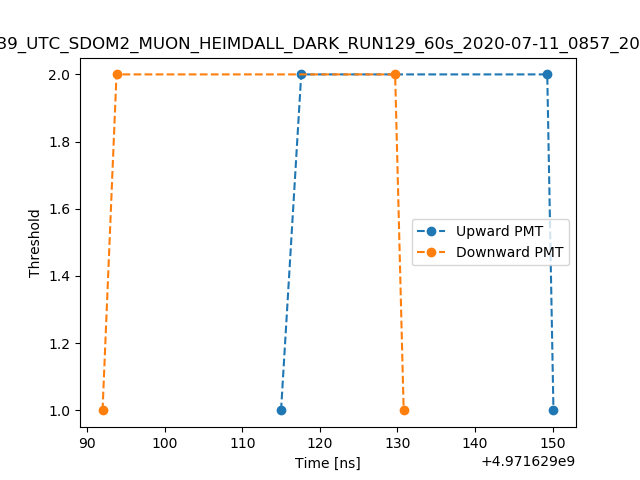 39_UTC_SDOM2_MUON_HEIMDALL_DARK_RUN129_60s_2020-07-11_0857_20
2.0
1.8
1.6
1.4
1.2
1.0
Threshold
Upward PMT
Downward PMT
90 100 110 120 130 140 150
Time [ns]
+4.971629e9